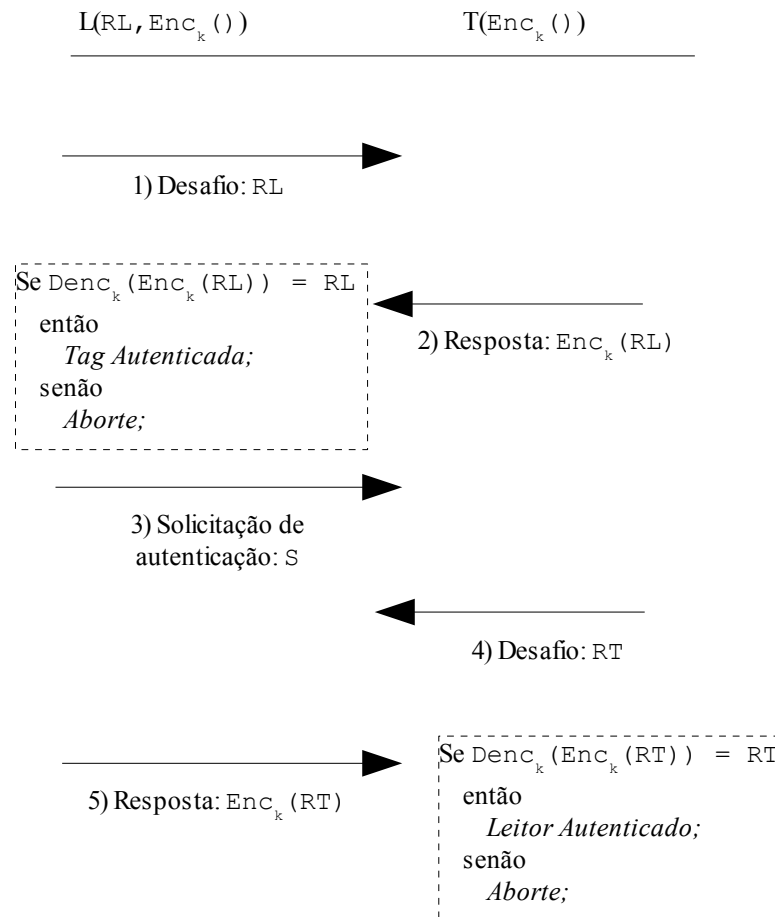 L(RL,Enc_k()) T(Enc_k())
1) Desafio: RL
Se Denc_k(Enc_k(RL)) = RL
então
Tag Autenticada;
senão
Aborte;
2) Resposta: Enc_k(RL)
3) Solicitação de
autenticação: S
4) Desafio: RT
5) Resposta: Enc_k(RT)
Se Denc_k(Enc_k(RT)) = RT
então
Leitor Autenticado;
senão
Aborte;